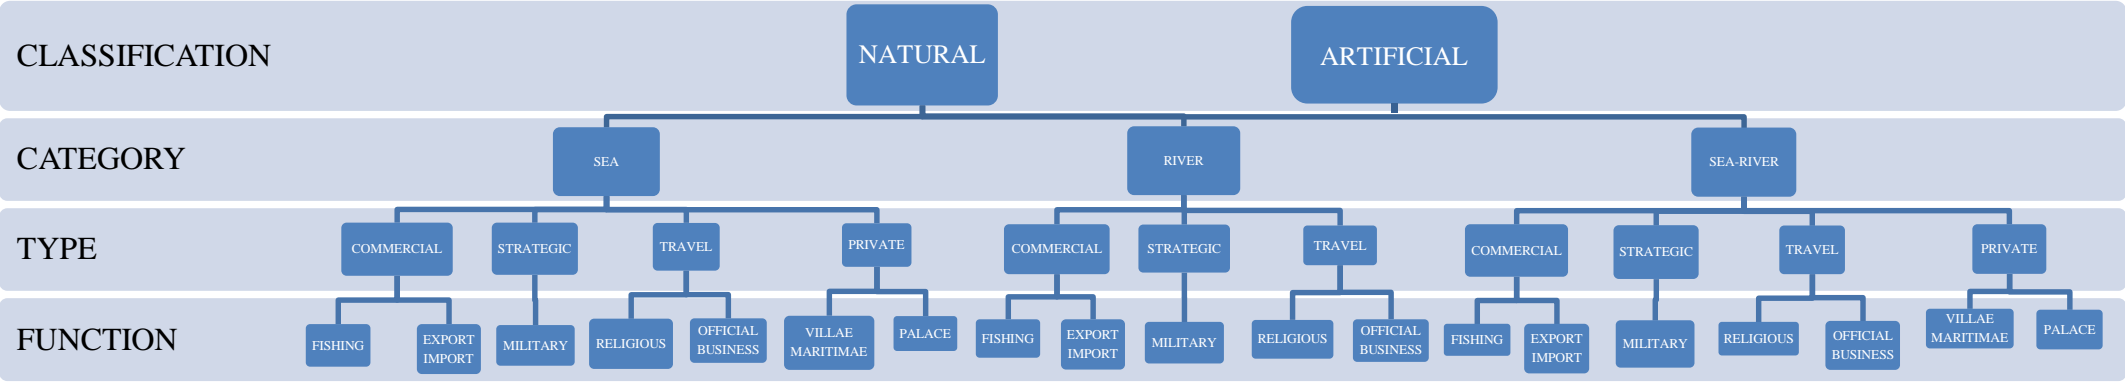 CLASSIFICATION
NATURAL
ARTIFICIAL
CATEGORY
SEA
RIVER
SEA-RIVER
TYPE
COMMERCIAL
STRATEGIC
TRAVEL
PRIVATE
COMMERCIAL
STRATEGIC
TRAVEL
COMMERCIAL
STRATEGIC
TRAVEL
PRIVATE
FUNCTION
FISHING
EXPORT
IMPORT
MILITARY
RELIGIOUS
OFFICIAL
BUSINESS
VILLAE
MARITIMAE
PALACE
FISHING
EXPORT
IMPORT
MILITARY
RELIGIOUS
OFFICIAL
BUSINESS
FISHING
EXPORT
IMPORT
MILITARY
RELIGIOUS
OFFICIAL
BUSINESS
VILLAE
MARITIMAE
PALACE